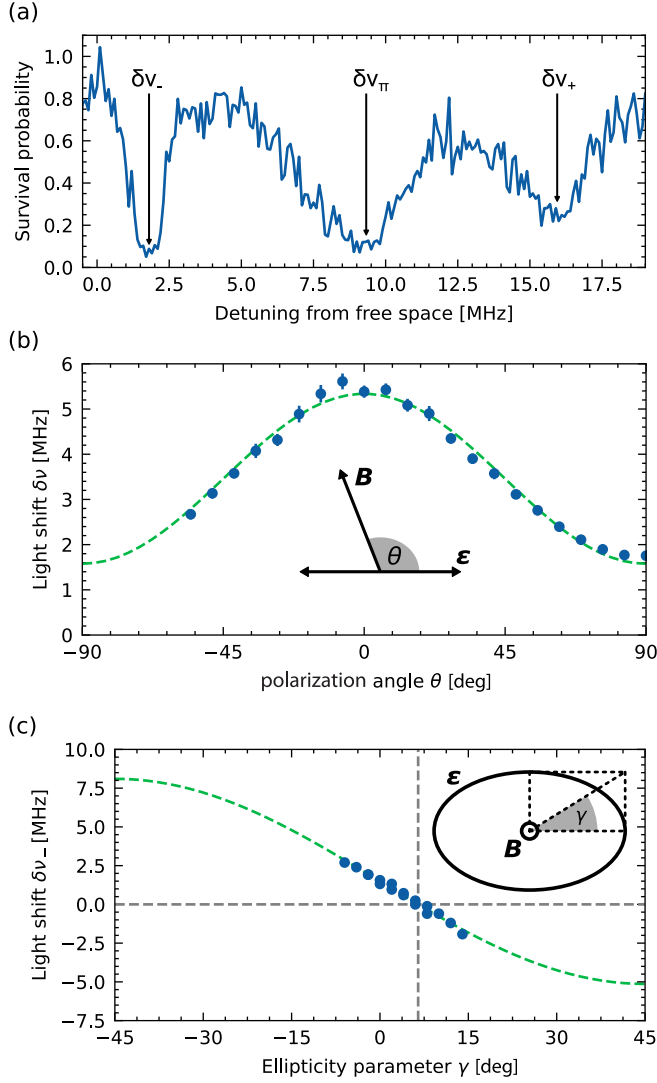 (a)
δν- δνπ δν+
Survival probability
1.0
0.8
0.6
0.4
0.2
0.0
0.0 2.5 5.0 7.5 10.0 12.5 15.0 17.5
Detuning from free space [MHz]
(b)
Light shift δν [MHz]
6
5
4
3
2
1
0
B
θ
ε
−90 −45 0 45 90
polarization angle θ [deg]
(c)
Light shift δν− [MHz]
10.0
7.5
5.0
2.5
0.0
−2.5
−5.0
−7.5
ε
γ
B
−45 −30 −15 0 15 30 45
Ellipticity parameter γ [deg]